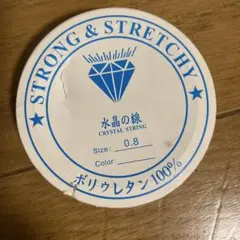 ★ STRONG & STRETCHY ★
水晶の線
CRYSTAL STRING
Size: 0.8
Color:
ポリウレタン100%